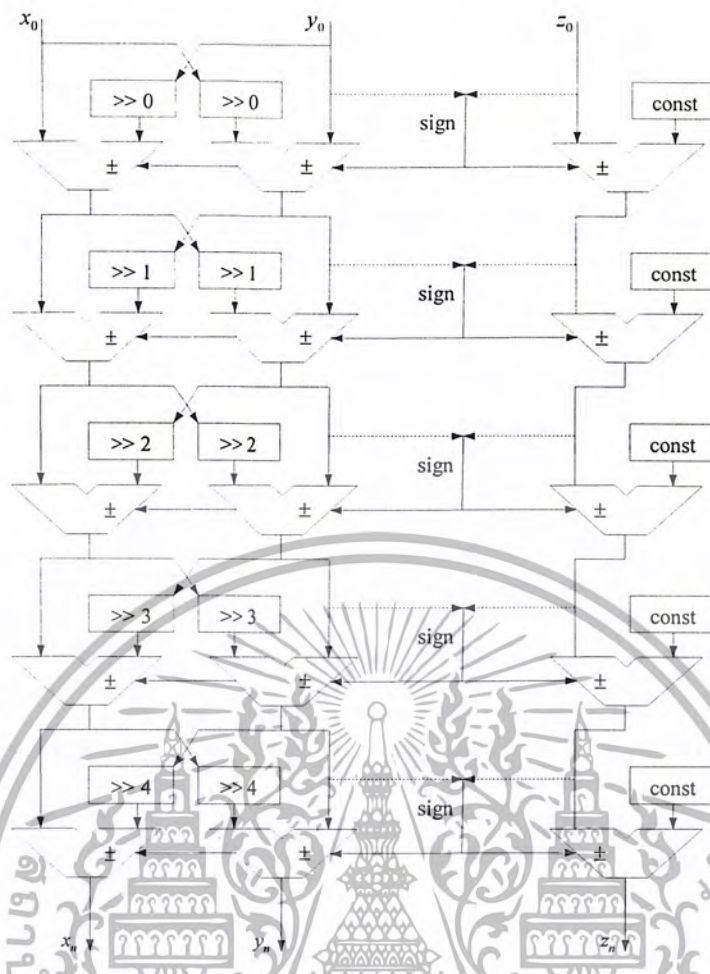 x₀ y₀ z₀
>> 0 >> 0 const
sign
± ± ±
>> 1 >> 1 const
sign
± ± ±
>> 2 >> 2 const
sign
± ± ±
>> 3 >> 3 const
sign
± ± ±
>> 4 >> 4 const
sign
± ± ±
xₙ yₙ zₙ